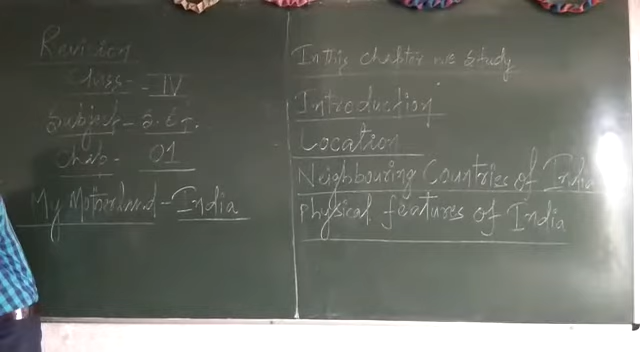 Revision
Class - IV
Subject - S.St.
Chap - 01
My Motherland - India
In this chapter we study
Introduction
Location
Neighbouring Countries of India
Physical features of India